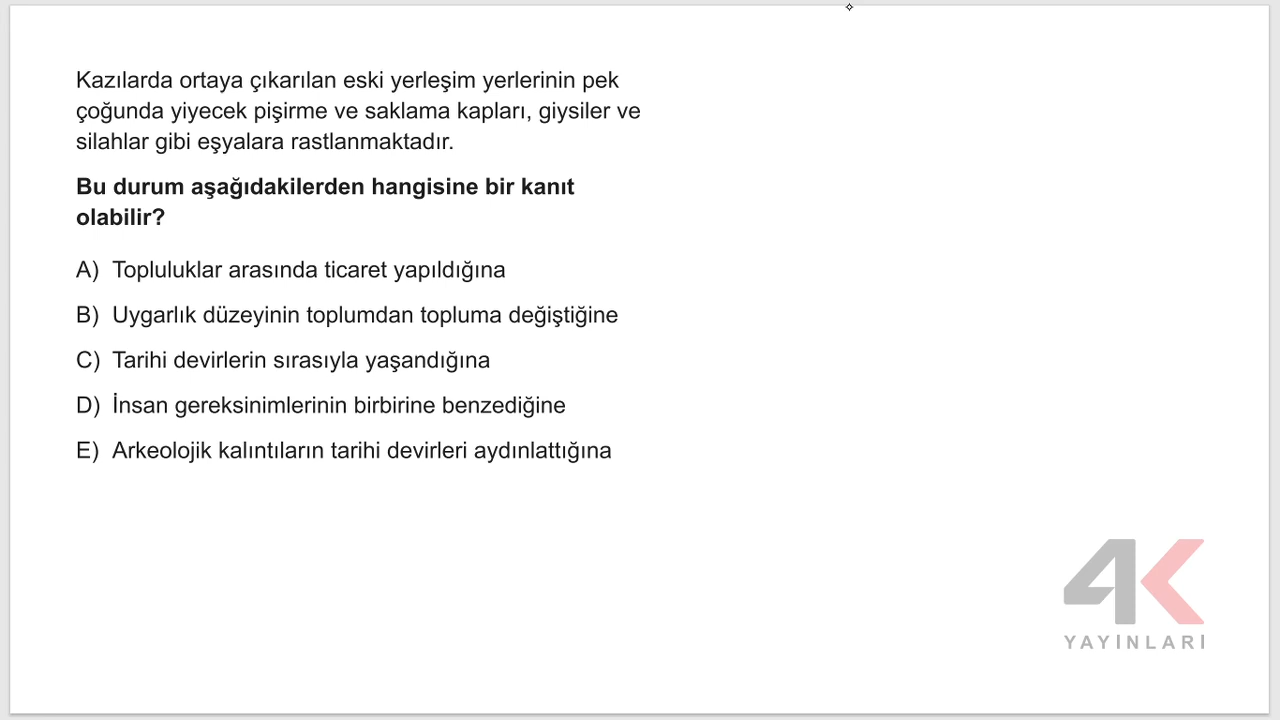 Kazılarda ortaya çıkarılan eski yerleşim yerlerinin pek
çoğunda yiyecek pişirme ve saklama kapları, giysiler ve
silahlar gibi eşyalara rastlanmaktadır.
Bu durum aşağıdakilerden hangisine bir kanıt
olabilir?
A) Topluluklar arasında ticaret yapıldığına
B) Uygarlık düzeyinin toplumdan topluma değiştiğine
C) Tarihi devirlerin sırasıyla yaşandığına
D) İnsan gereksinimlerinin birbirine benzediğine
E) Arkeolojik kalıntıların tarihi devirleri aydınlattığına
4K
YAYINLARI